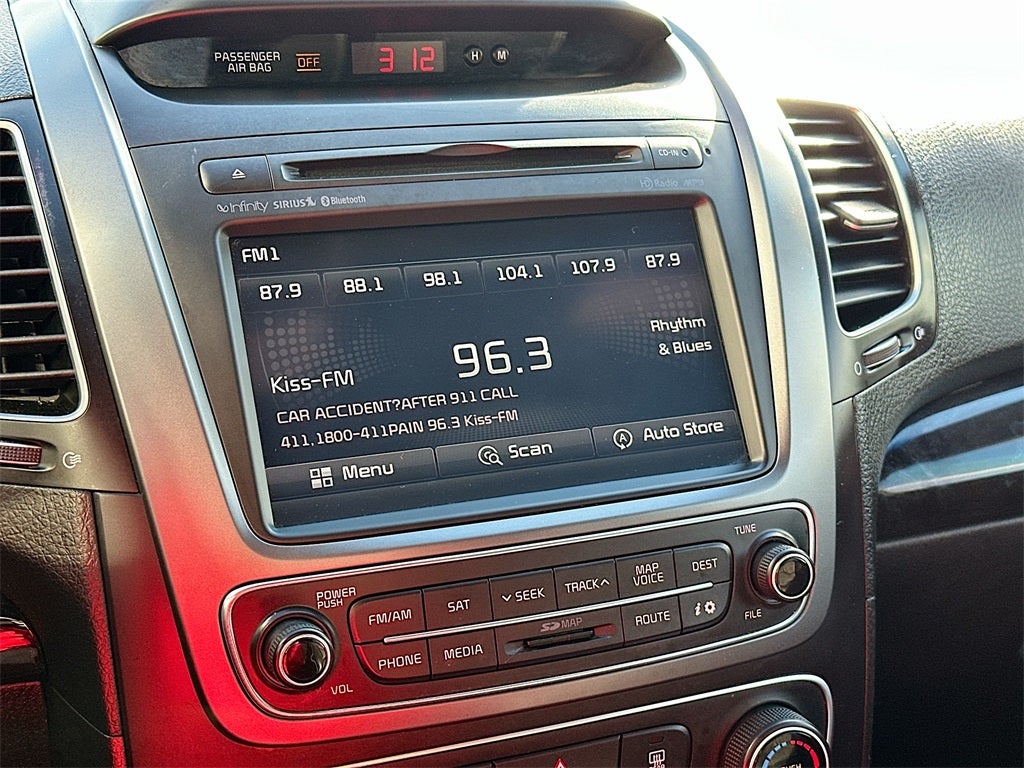 PASSENGER
AIR BAG
OFF
3 12
H M
CD-IN
infinity SIRIUS Bluetooth
HD Radio MP3
FM1
87.9 88.1 98.1 104.1 107.9 87.9
96.3
Rhythm
& Blues
Kiss-FM
CAR ACCIDENT?AFTER 911 CALL
411.1800-411PAIN 96.3 Kiss-FM
Menu Scan Auto Store
POWER
PUSH
VOL
FM/AM SAT SEEK TRACK MAP
VOICE DEST
PHONE MEDIA SD MAP ROUTE i
TUNE
FILE
0